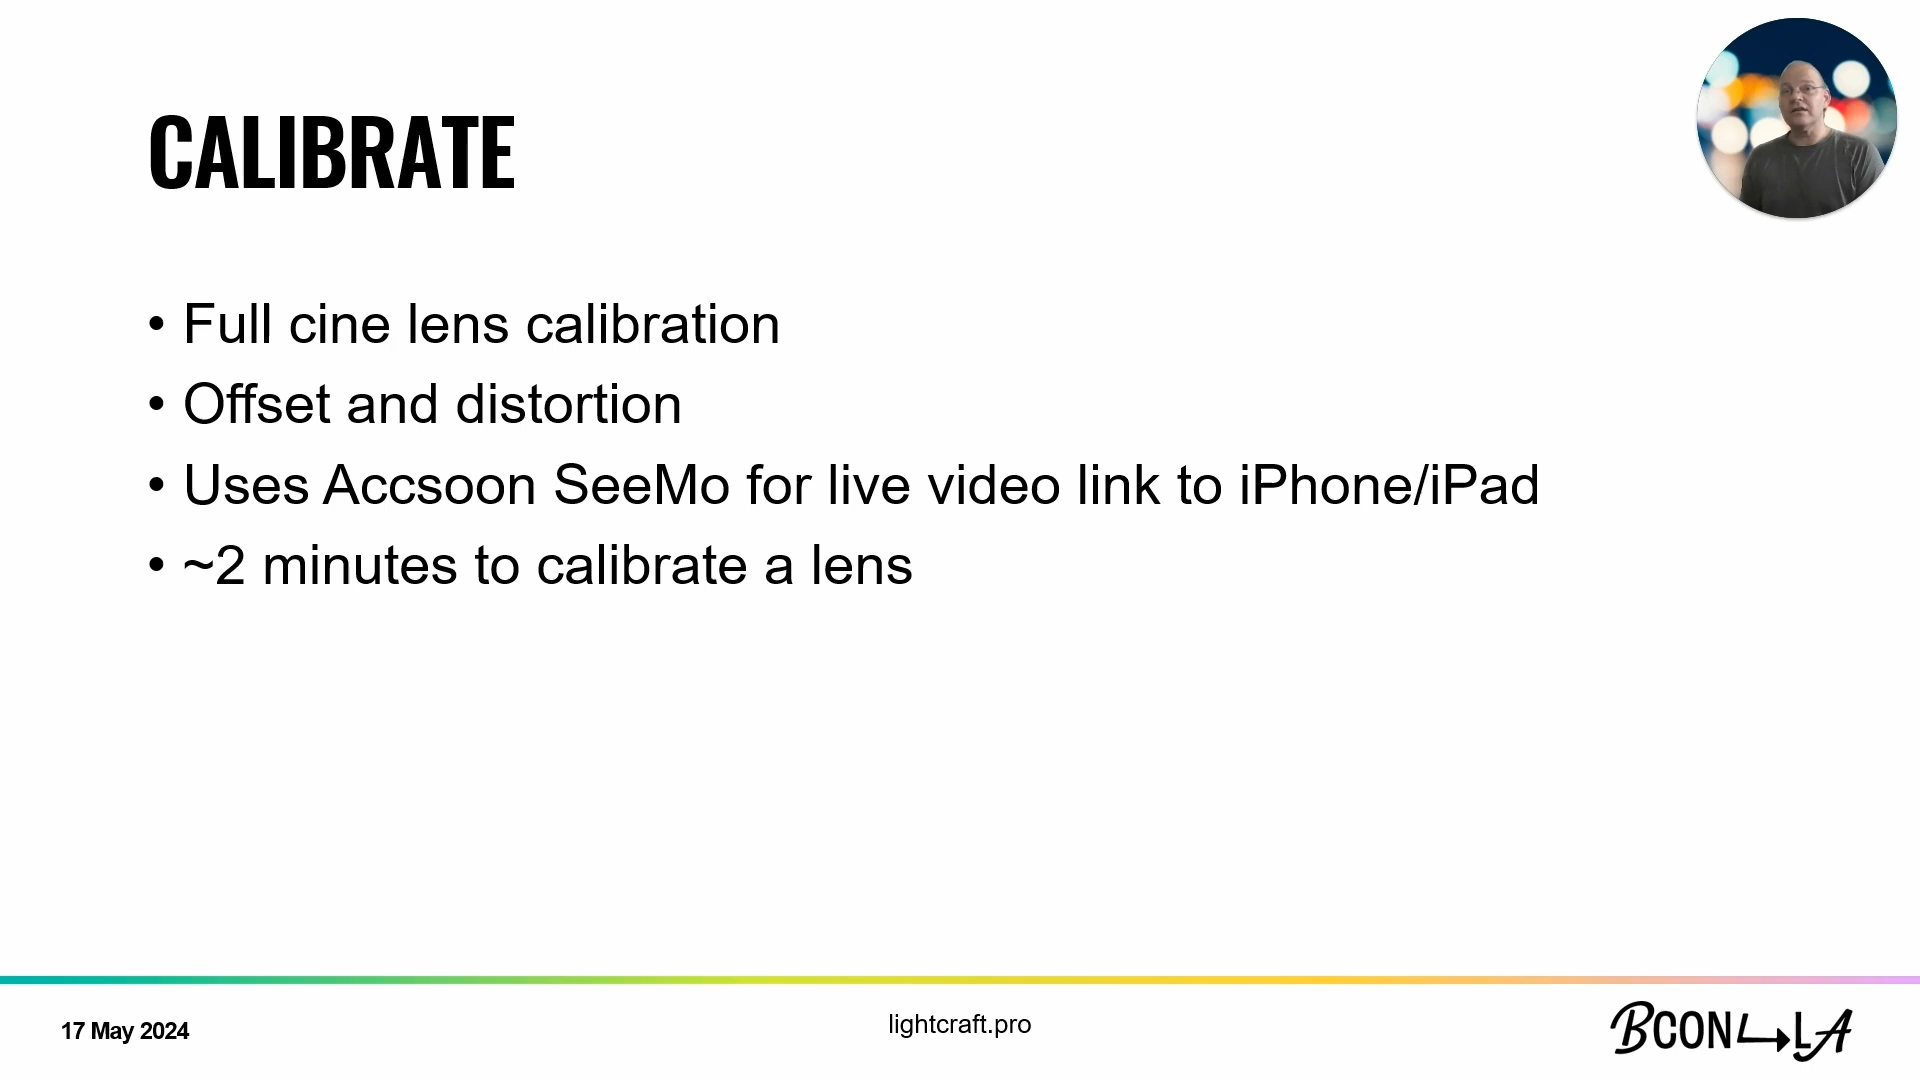 CALIBRATE
• Full cine lens calibration
• Offset and distortion
• Uses Accsoon SeeMo for live video link to iPhone/iPad
• ~2 minutes to calibrate a lens
17 May 2024
lightcraft.pro
BCON LA